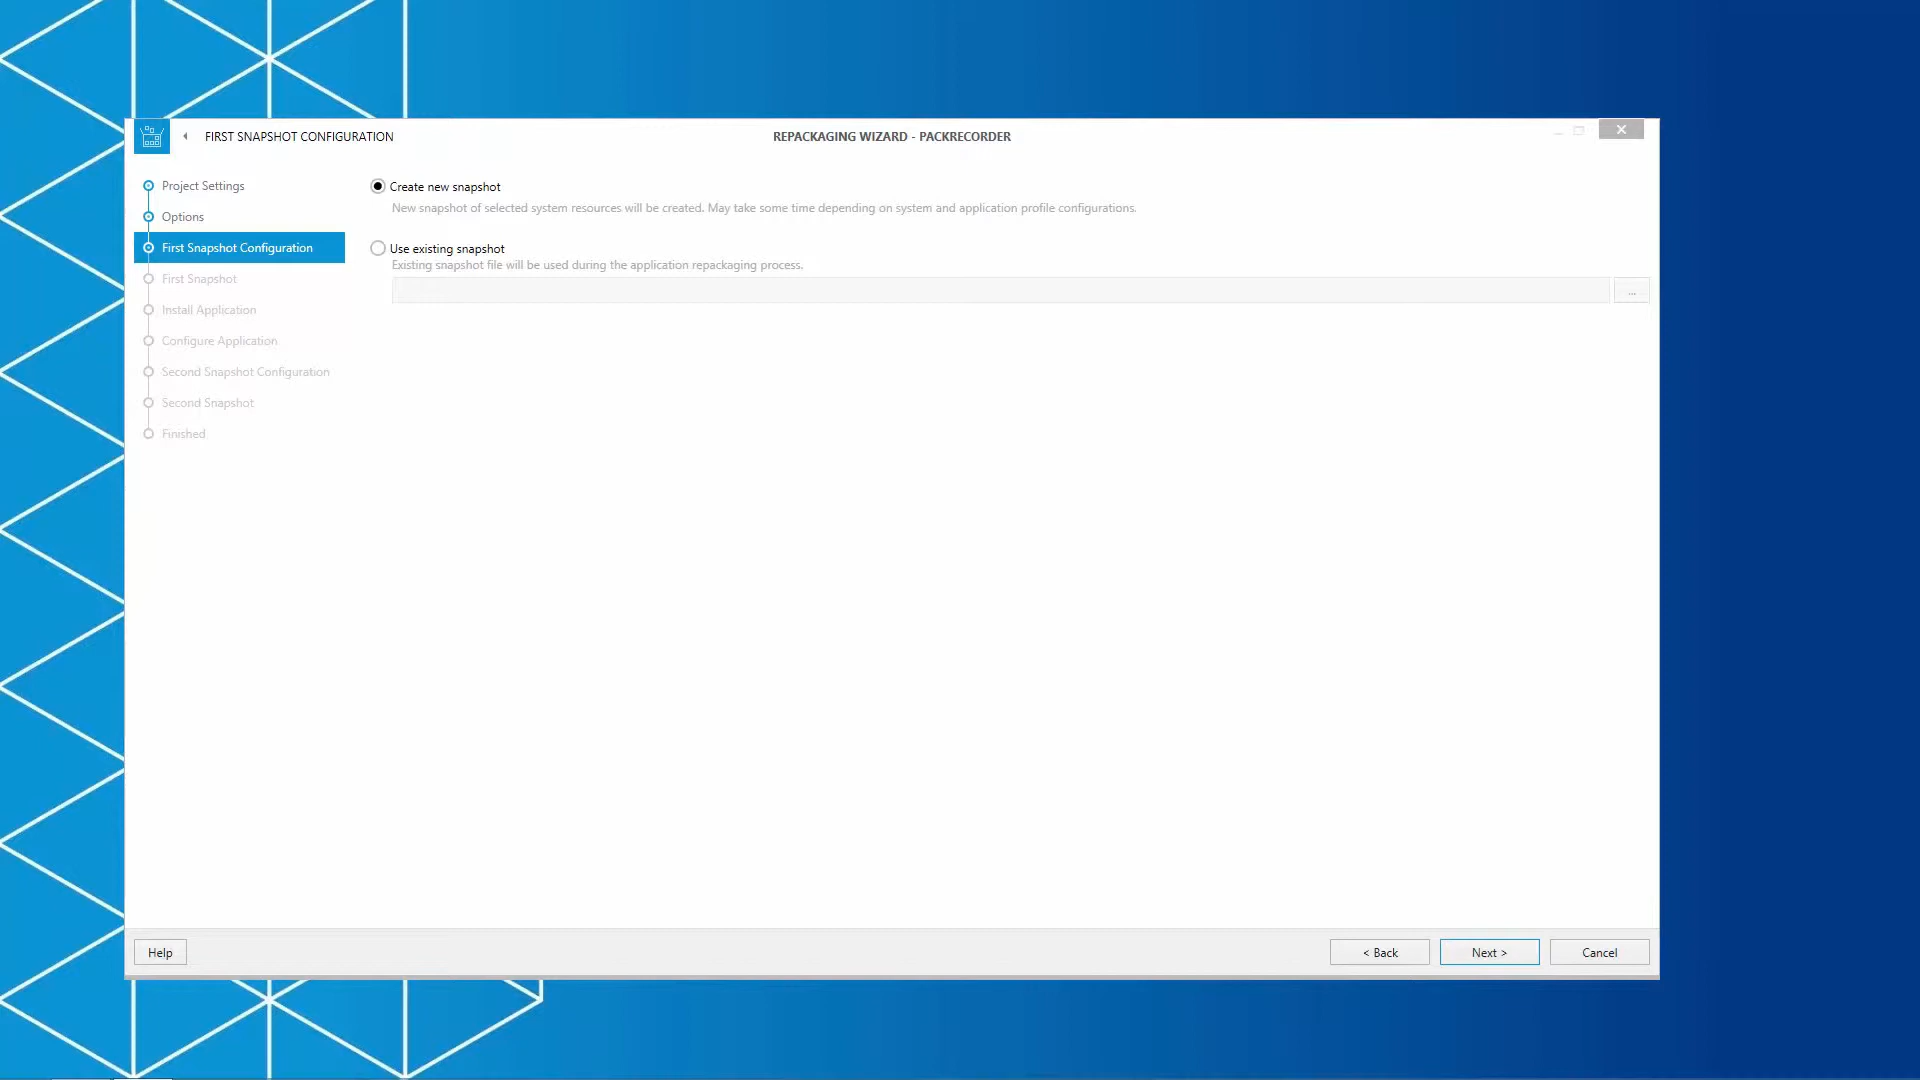 FIRST SNAPSHOT CONFIGURATION
REPACKAGING WIZARD - PACKRECORDER
Project Settings
Options
First Snapshot Configuration
First Snapshot
Install Application
Configure Application
Second Snapshot Configuration
Second Snapshot
Finished
Create new snapshot
New snapshot of selected system resources will be created. May take some time depending on system and application profile configurations.
Use existing snapshot
Existing snapshot file will be used during the application repackaging process.
...
Help
< Back
Next >
Cancel